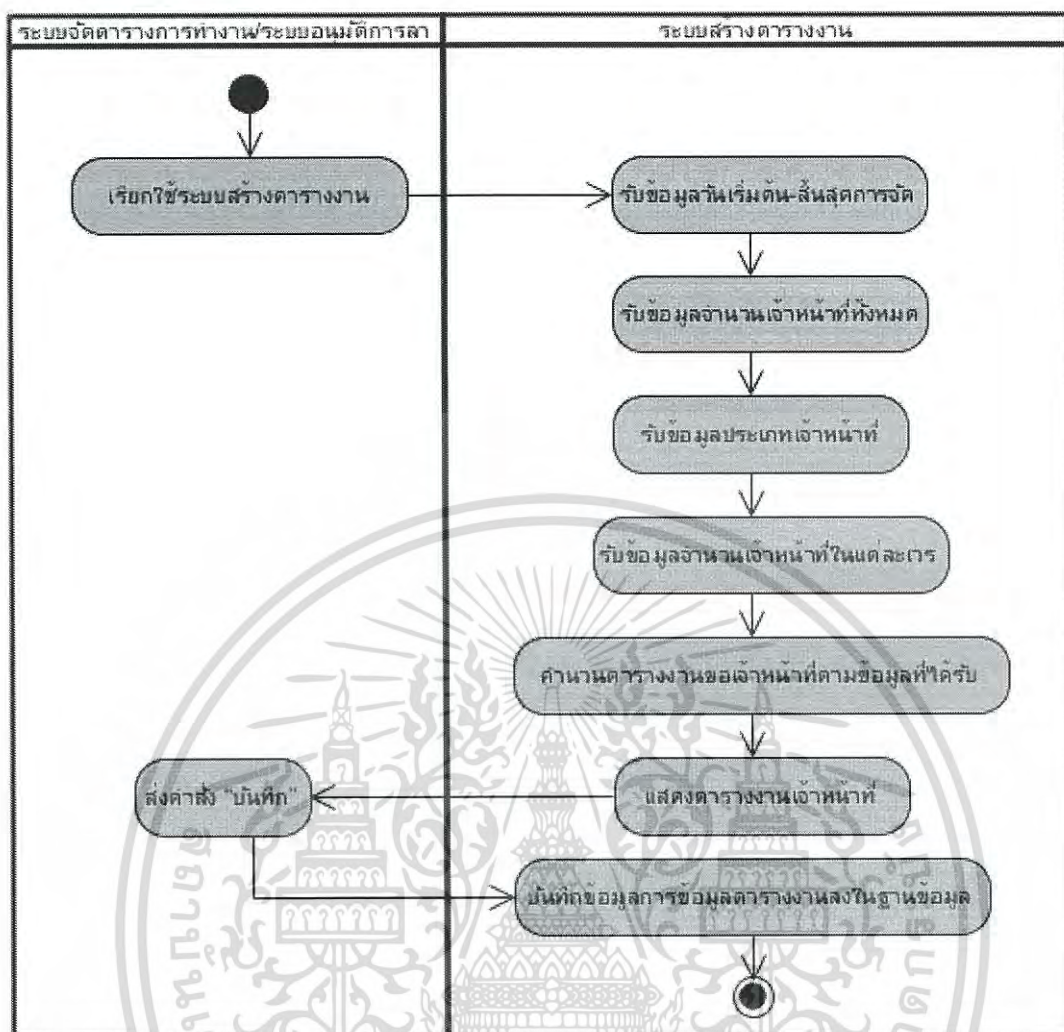 ระบบจัดตารางการทำงาน/ระบบอนุมัติการลา
ระบบสร้างตารางงาน
เรียกใช้ระบบสร้างตารางงาน
รับข้อมูลวันเริ่มต้น-สิ้นสุดการจัด
รับข้อมูลจำนวนเจ้าหน้าที่ทั้งหมด
รับข้อมูลประเภทเจ้าหน้าที่
รับข้อมูลจำนวนเจ้าหน้าที่ในแต่ละเวร
คำนวนตารางงานขอเจ้าหน้าที่ตามข้อมูลที่ได้รับ
แสดงตารางงานเจ้าหน้าที่
ส่งคำสั่ง "บันทึก"
บันทึกข้อมูลการข้อมูลตารางงานลงในฐานข้อมูล